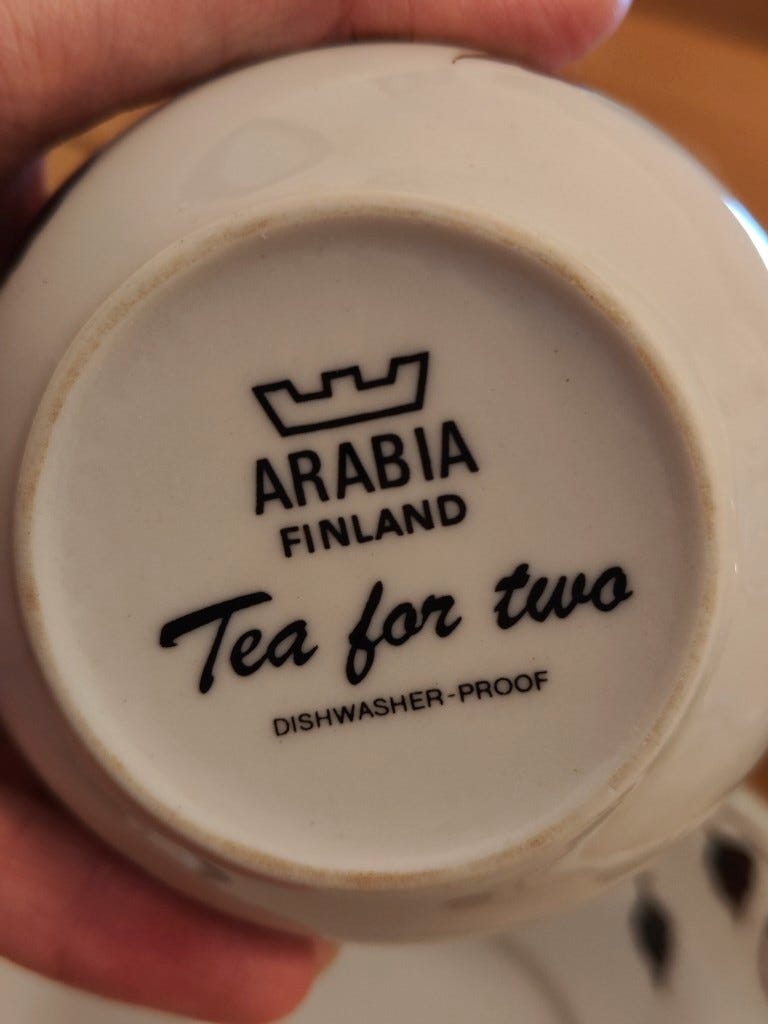 ARABIA
FINLAND
Tea for two
DISHWASHER-PROOF